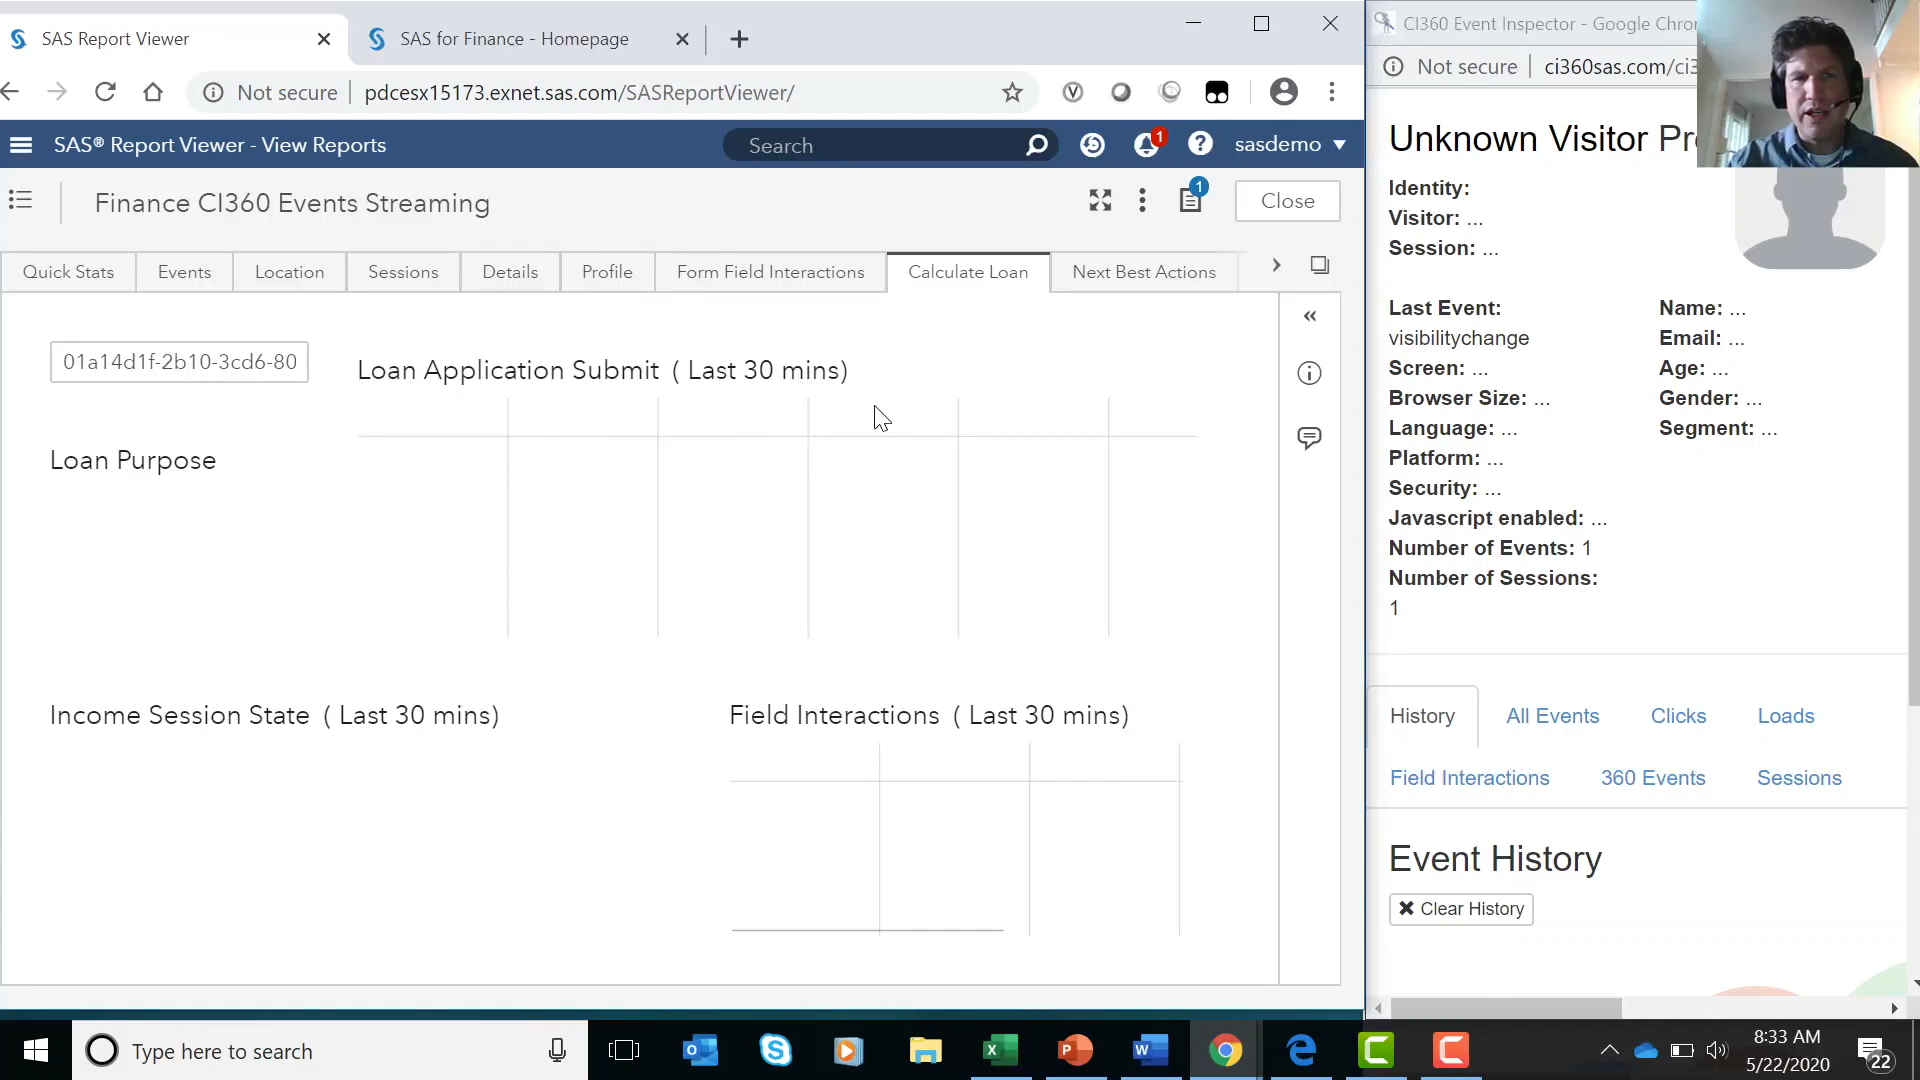 SAS Report Viewer
SAS for Finance - Homepage
Not secure
pdcesx15173.exnet.sas.com/SASReportViewer/
SAS® Report Viewer - View Reports
Search
1
sasdemo
Finance CI360 Events Streaming
1
Close
Quick Stats
Events
Location
Sessions
Details
Profile
Form Field Interactions
Calculate Loan
Next Best Actions
01a14d1f-2b10-3cd6-80
Loan Application Submit ( Last 30 mins)
Loan Purpose
Income Session State ( Last 30 mins)
Field Interactions ( Last 30 mins)
CI360 Event Inspector - Google Chro
Not secure
ci360sas.com/ci3
Unknown Visitor Pr
Identity:
Visitor: ...
Session: ...
Last Event:
visibilitychange
Screen: ...
Browser Size: ...
Language: ...
Platform: ...
Security: ...
Javascript enabled: ...
Number of Events: 1
Number of Sessions:
1
Name: ...
Email: ...
Age: ...
Gender: ...
Segment: ...
History
All Events
Clicks
Loads
Field Interactions
360 Events
Sessions
Event History
Clear History
Type here to search
8:33 AM
5/22/2020
22